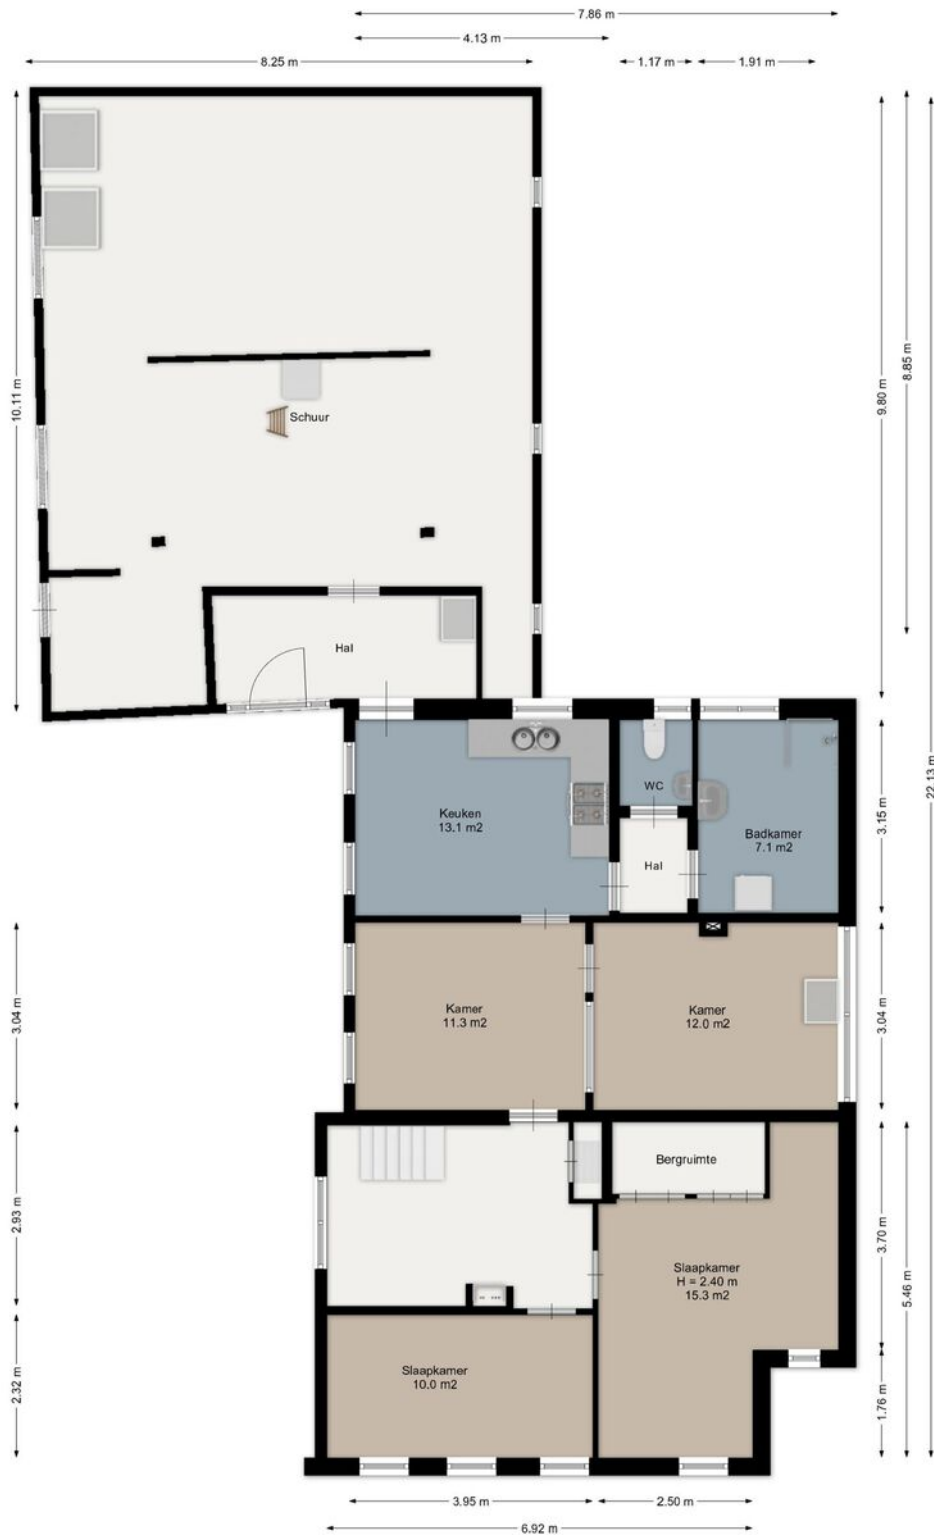 7.86 m
4.13 m
8.25 m
1.17 m
1.91 m
10.11 m
9.80 m
8.85 m
22.13 m
Schuur
Hal
Keuken
13.1 m2
WC
Hal
Badkamer
7.1 m2
3.15 m
Kamer
11.3 m2
Kamer
12.0 m2
3.04 m
3.04 m
Bergruimte
2.93 m
3.70 m
5.46 m
Slaapkamer
H = 2.40 m
15.3 m2
Slaapkamer
10.0 m2
2.32 m
1.76 m
3.95 m
2.50 m
6.92 m